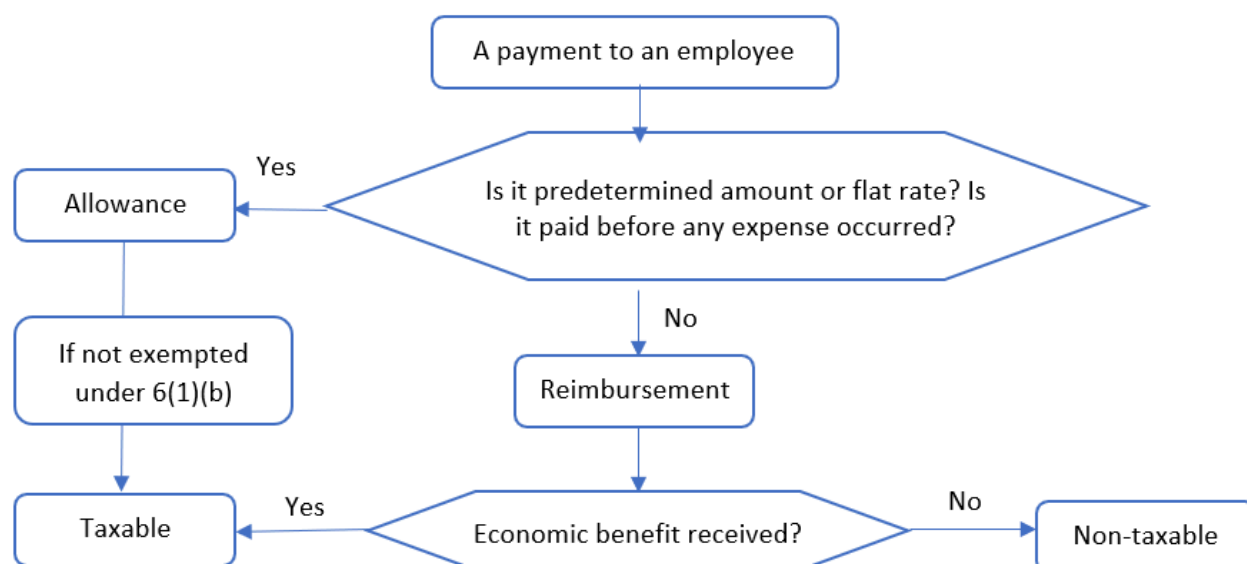 A payment to an employee
Yes
Allowance
Is it predetermined amount or flat rate? Is
it paid before any expense occurred?
No
If not exempted
under 6(1)(b)
Reimbursement
Taxable
Yes
Economic benefit received?
No
Non-taxable